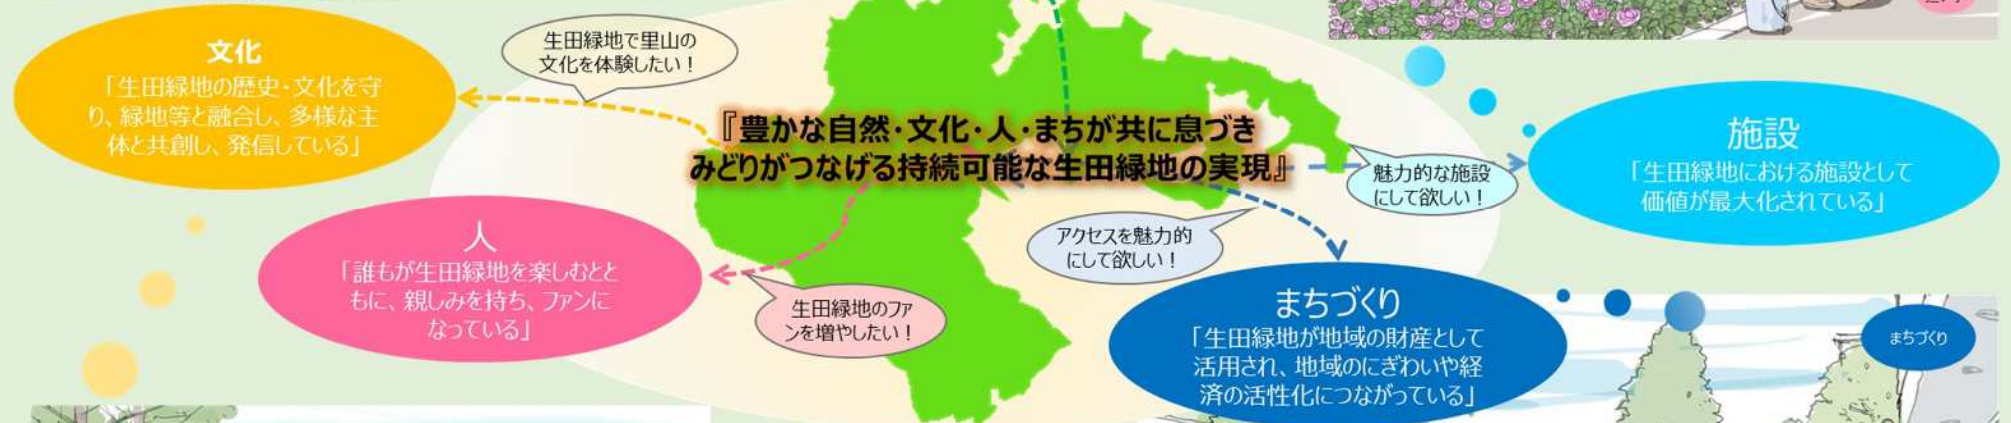 文化
「生田緑地の歴史・文化を守
り、緑地等と融合し、多様な主
体と共創し、発信している」
生田緑地で里山の
文化を体験したい！
『豊かな自然・文化・人・まちが共に息づき
みどりがつなげる持続可能な生田緑地の実現』
魅力的な施設
にして欲しい！
施設
「生田緑地における施設として
価値が最大化されている」
人
「誰もが生田緑地を楽しむとと
もに、親しみを持ち、ファンに
なっている」
生田緑地のファ
ンを増やしたい！
アクセスを魅力的
にして欲しい！
まちづくり
「生田緑地が地域の財産として
活用され、地域のにぎわいや経
済の活性化につながっている」
まちづくり